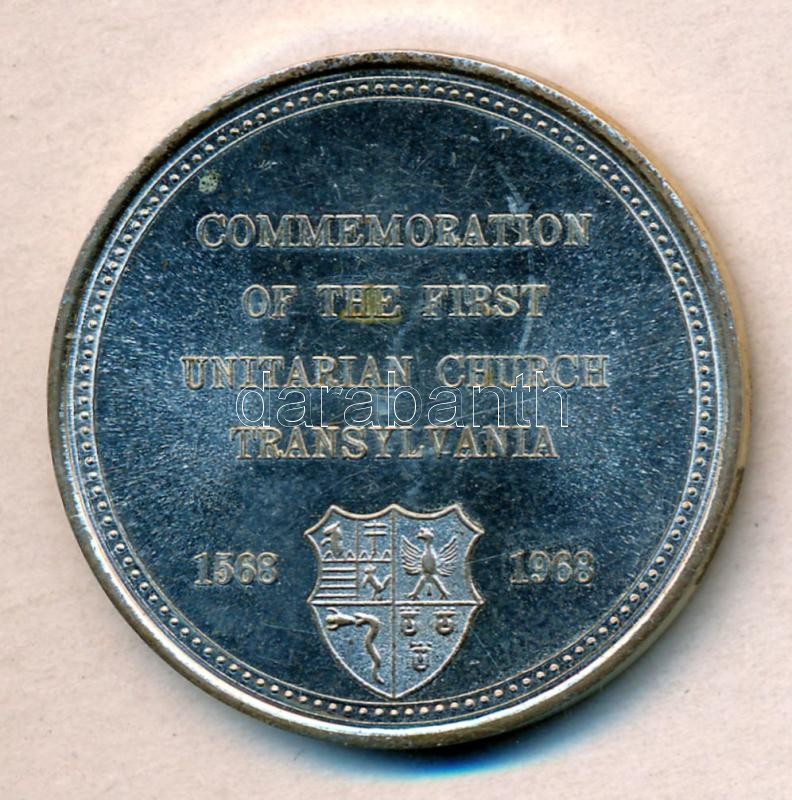 COMMEMORATION
OF THE FIRST
UNITARIAN CHURCH
darabanth
TRANSYLVANIA
1568 1968